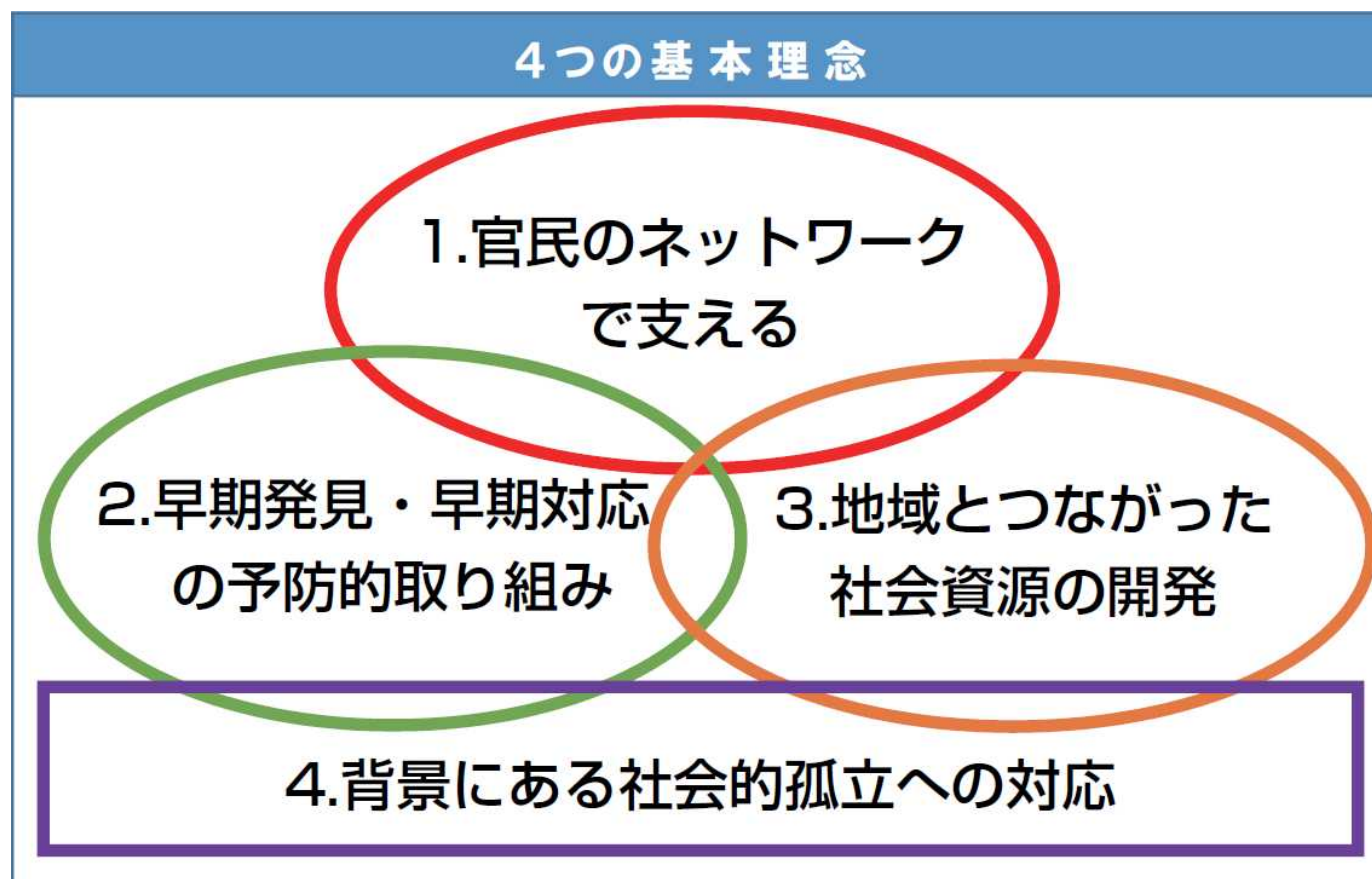 4つの基本理念
1.官民のネットワーク
で支える
2.早期発見・早期対応
の予防的取り組み
3.地域とつながった
社会資源の開発
4.背景にある社会的孤立への対応